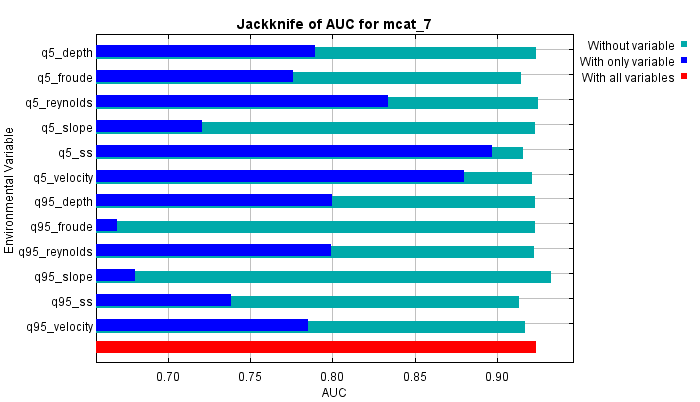 Jackknife of AUC for mcat_7
Without variable
With only variable
With all variables
Environmental Variable
q5_depth
q5_froude
q5_reynolds
q5_slope
q5_ss
q5_velocity
q95_depth
q95_froude
q95_reynolds
q95_slope
q95_ss
q95_velocity
0.70 0.75 0.80 0.85 0.90
AUC